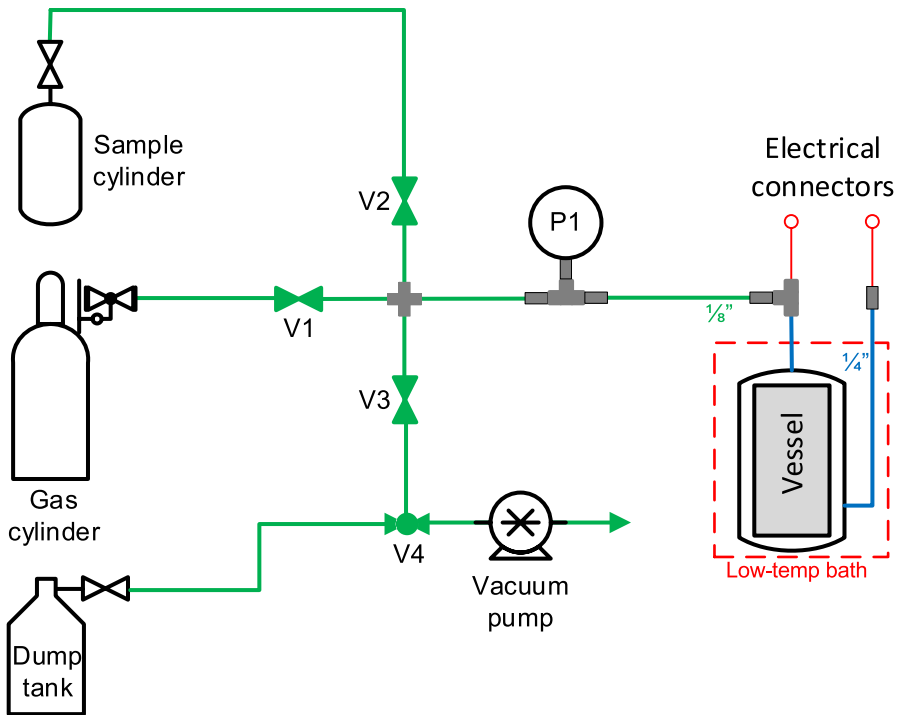 Sample
cylinder
Electrical
connectors
V2
P1
V1
⅛”
¼”
V3
Vessel
Gas
cylinder
V4
Low-temp bath
Vacuum
pump
Dump
tank